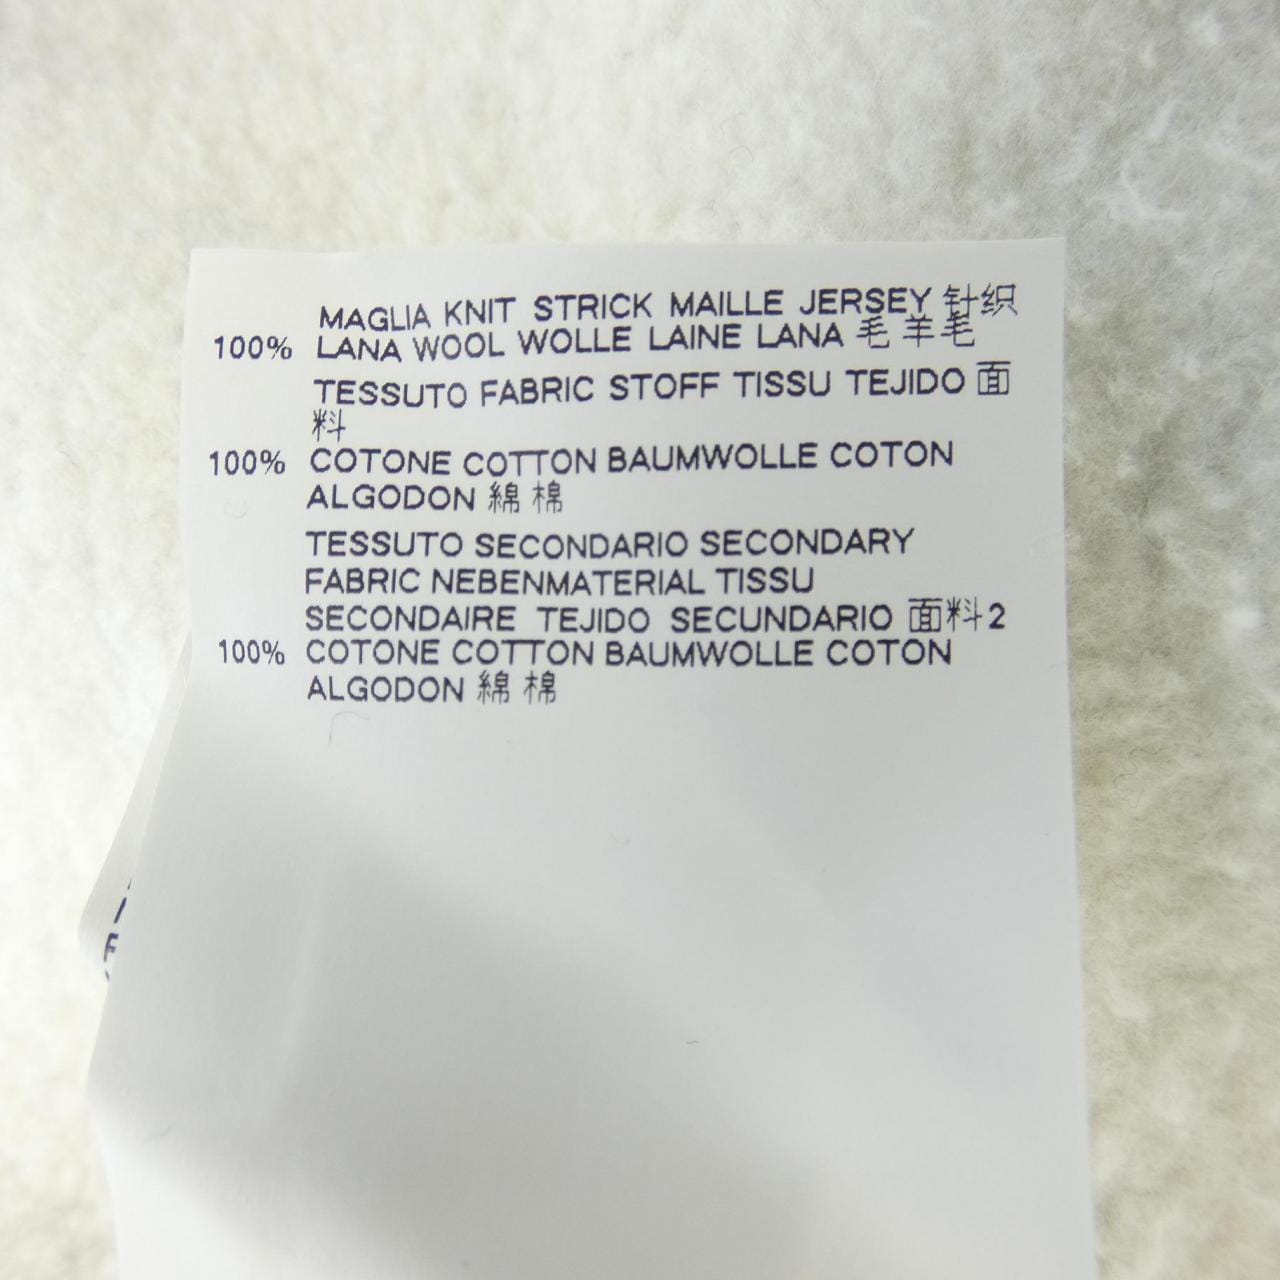 MAGLIA KNIT STRICK MAILLE JERSEY 针织
100% LANA WOOL WOLLE LAINE LANA 毛 羊毛
TESSUTO FABRIC STOFF TISSU TEJIDO 面
料
100% COTONE COTTON BAUMWOLLE COTON
ALGODON 綿 棉
TESSUTO SECONDARIO SECONDARY
FABRIC NEBENMATERIAL TISSU
SECONDAIRE TEJIDO SECUNDARIO 面料2
100% COTONE COTTON BAUMWOLLE COTON
ALGODON 綿 棉